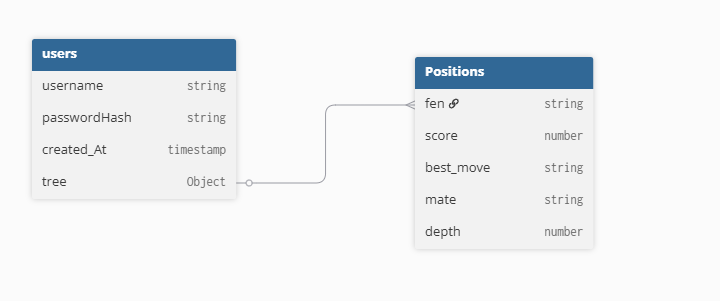 users
username string
passwordHash string
created_At timestamp
tree Object
Positions
fen string
score number
best_move string
mate string
depth number